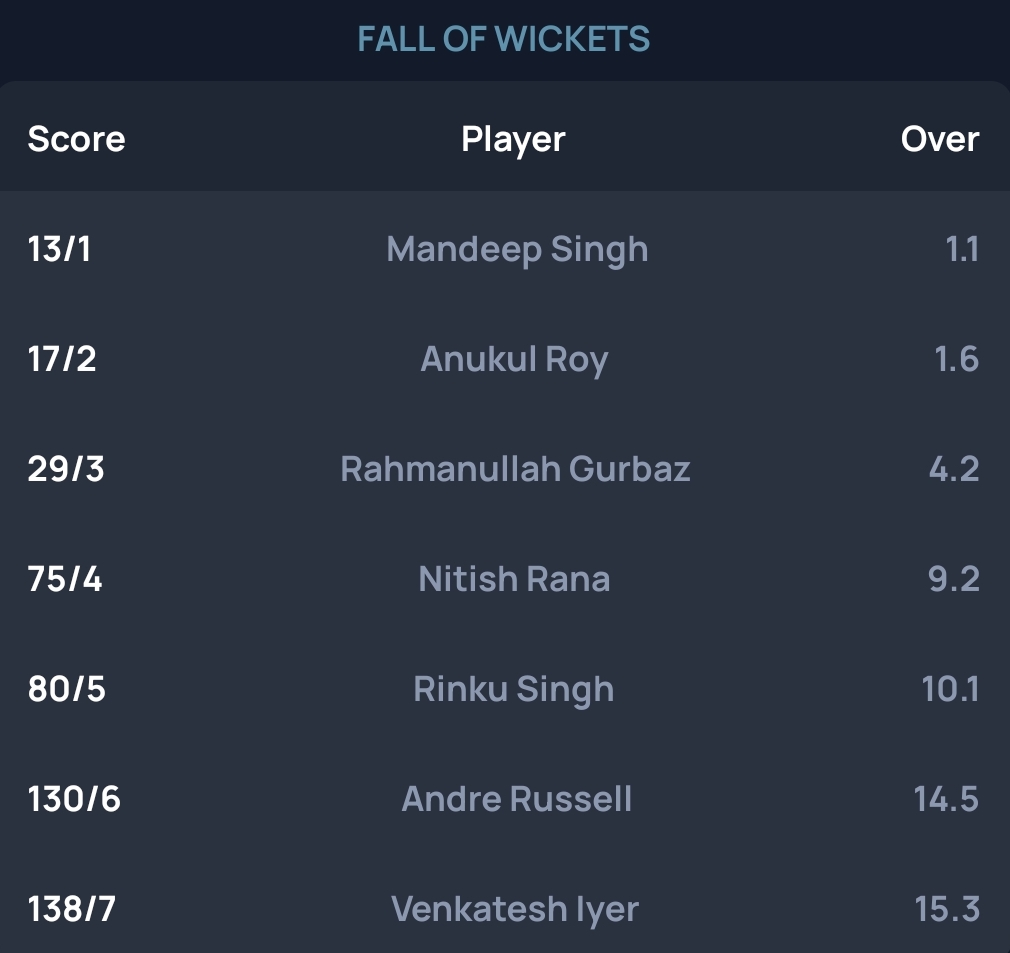 FALL OF WICKETS
Score Player Over
13/1 Mandeep Singh 1.1
17/2 Anukul Roy 1.6
29/3 Rahmanullah Gurbaz 4.2
75/4 Nitish Rana 9.2
80/5 Rinku Singh 10.1
130/6 Andre Russell 14.5
138/7 Venkatesh Iyer 15.3